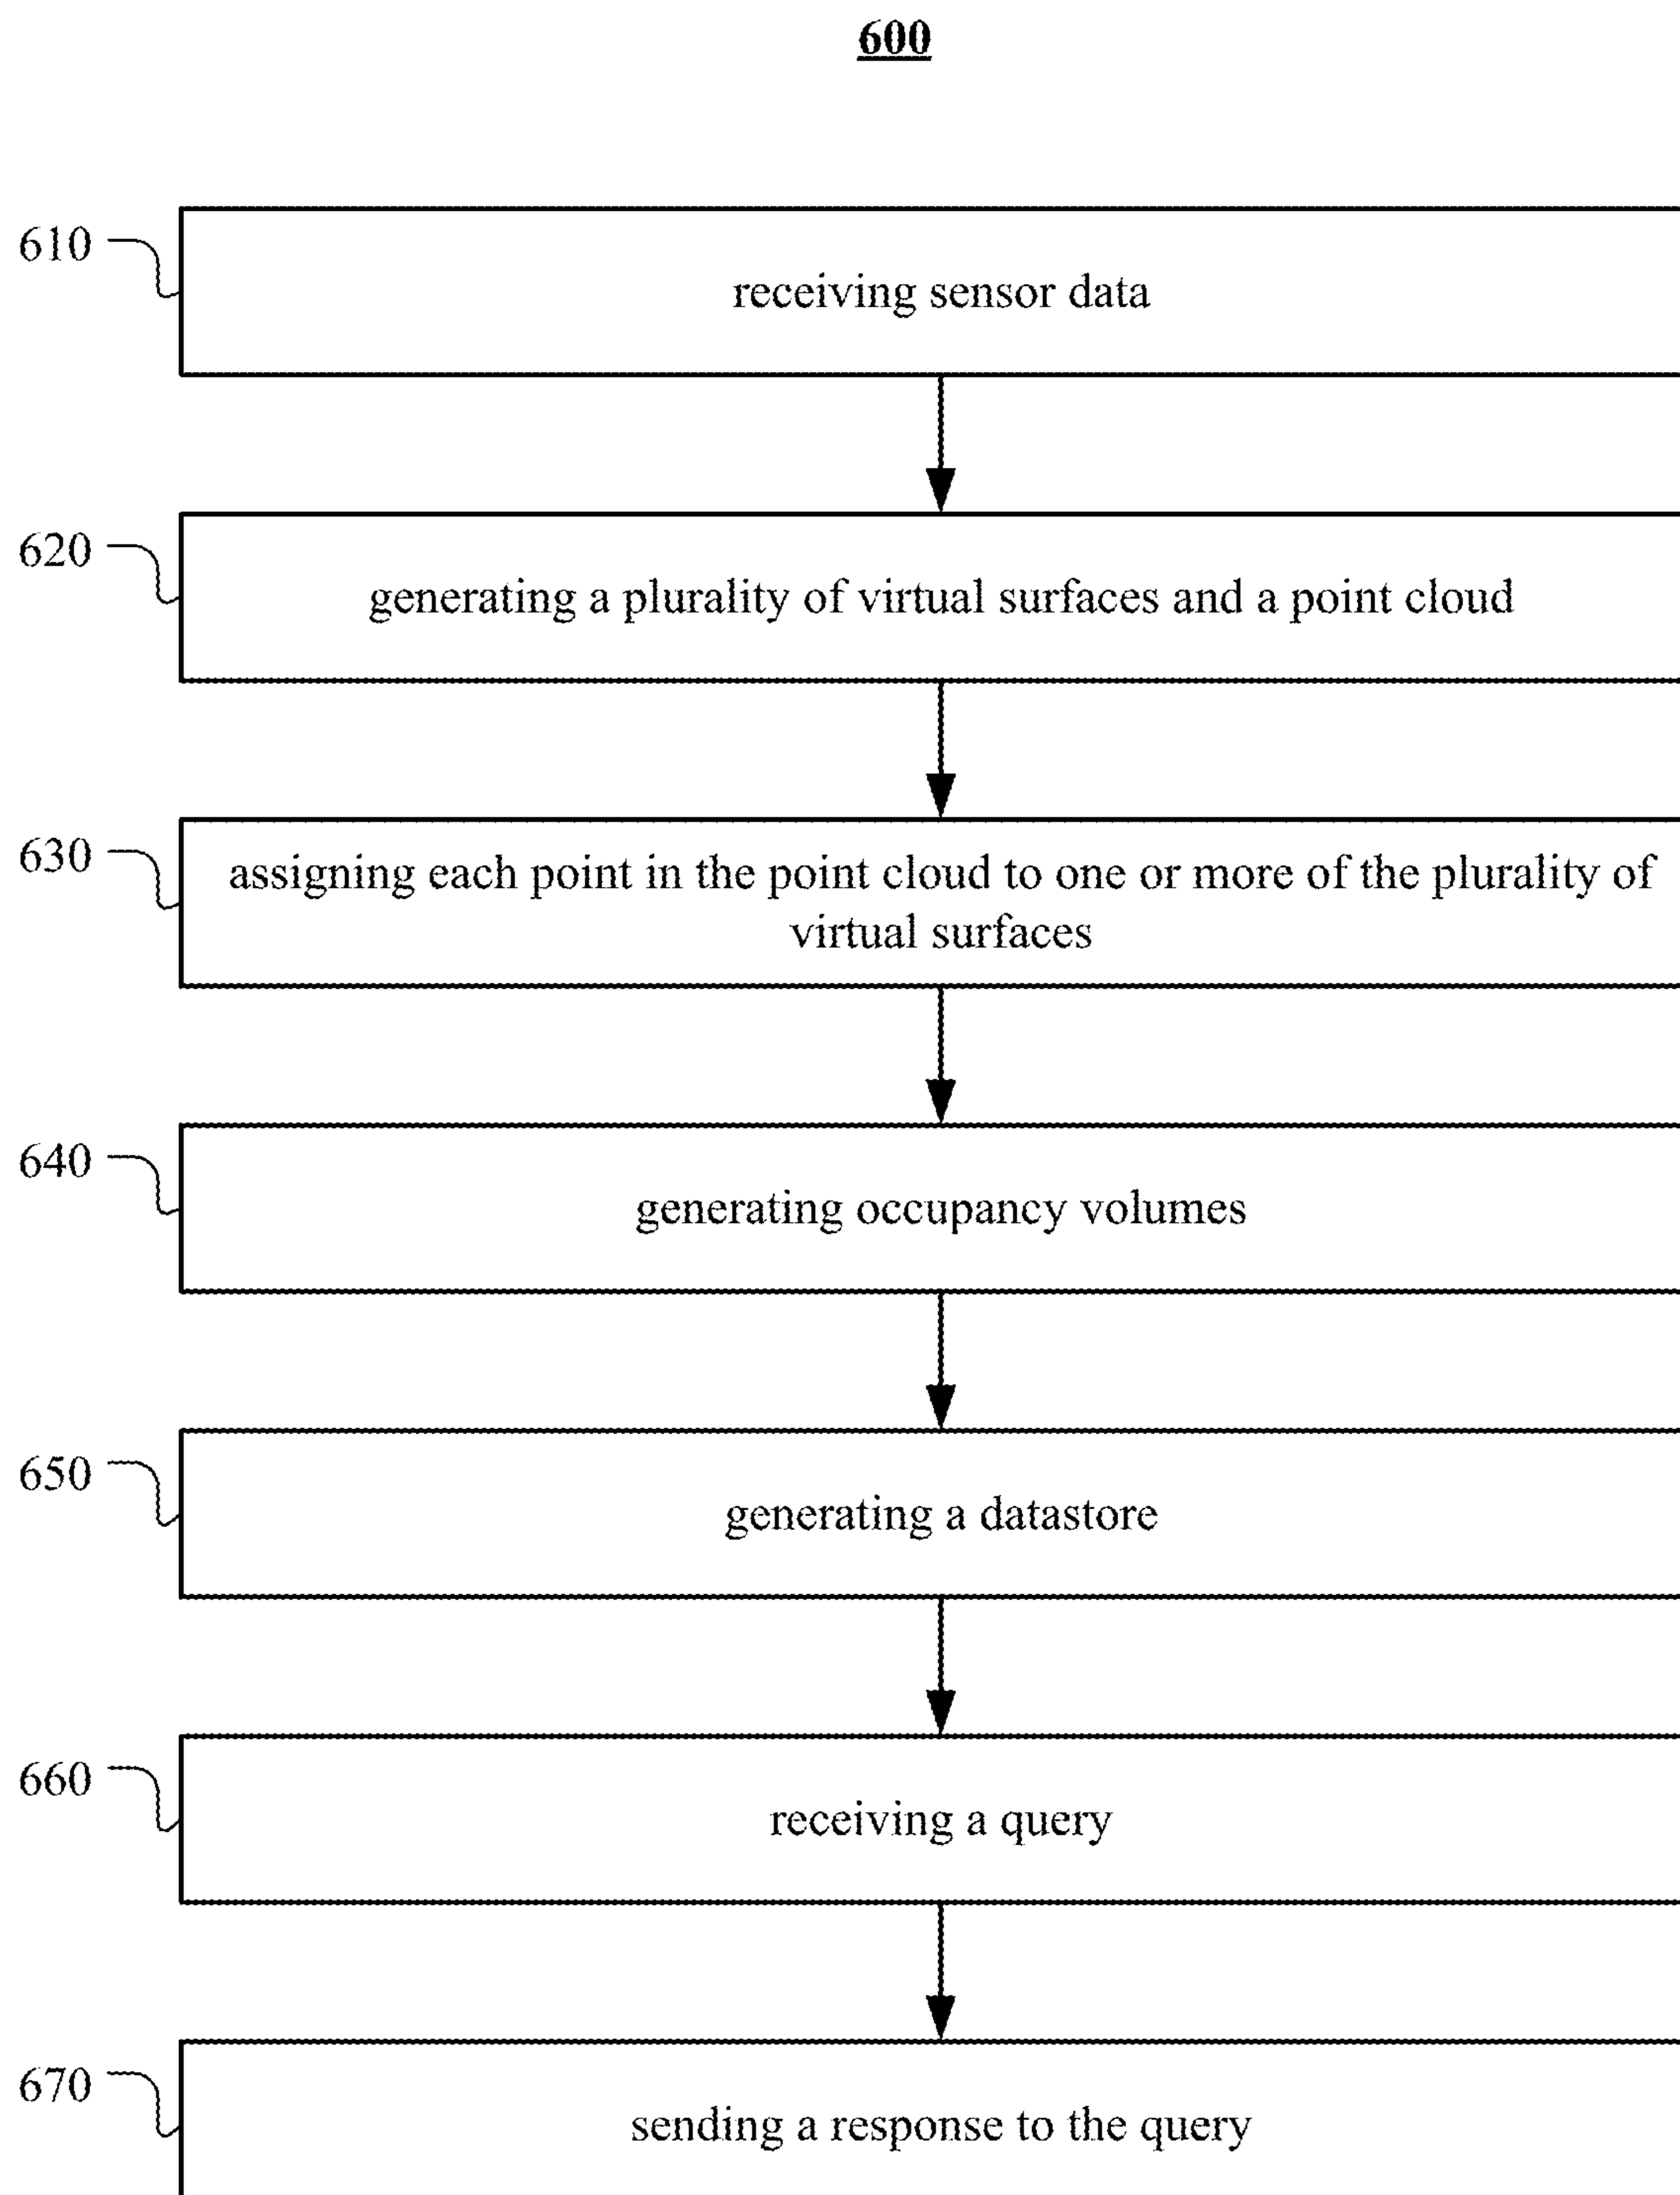 600
610
receiving sensor data
620
generating a plurality of virtual surfaces and a point cloud
630
assigning each point in the point cloud to one or more of the plurality of
virtual surfaces
640
generating occupancy volumes
650
generating a datastore
660
receiving a query
670
sending a response to the query